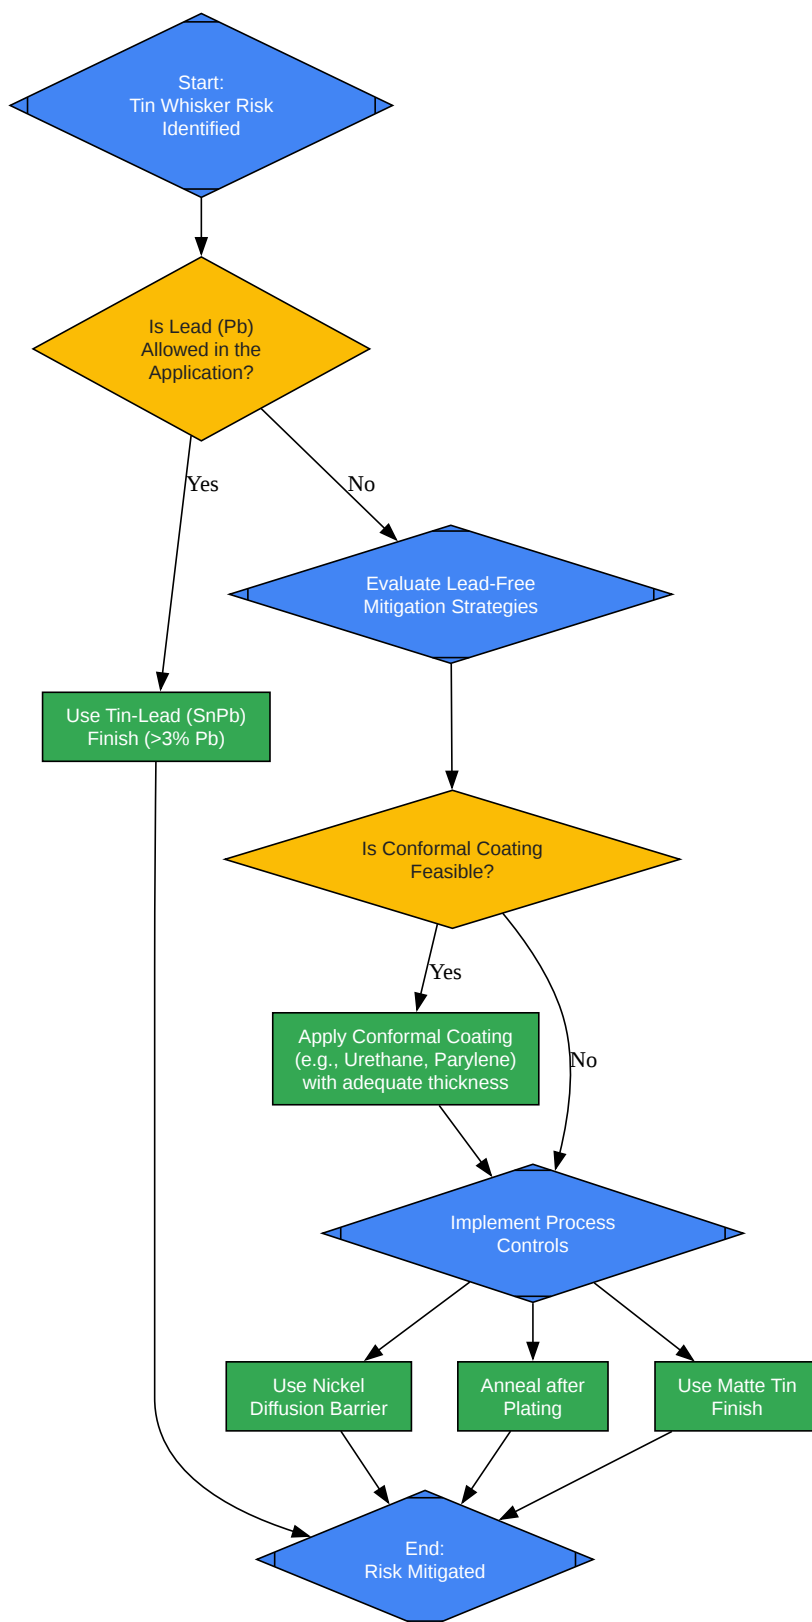 Start:
Tin Whisker Risk
Identified
Is Lead (Pb)
Allowed in the
Application?
Yes
No
Evaluate Lead-Free
Mitigation Strategies
Use Tin-Lead (SnPb)
Finish (>3% Pb)
Is Conformal Coating
Feasible?
Yes
Apply Conformal Coating
(e.g., Urethane, Parylene)
with adequate thickness
No
Implement Process
Controls
Use Nickel
Diffusion Barrier
Anneal after
Plating
Use Matte Tin
Finish
End:
Risk Mitigated